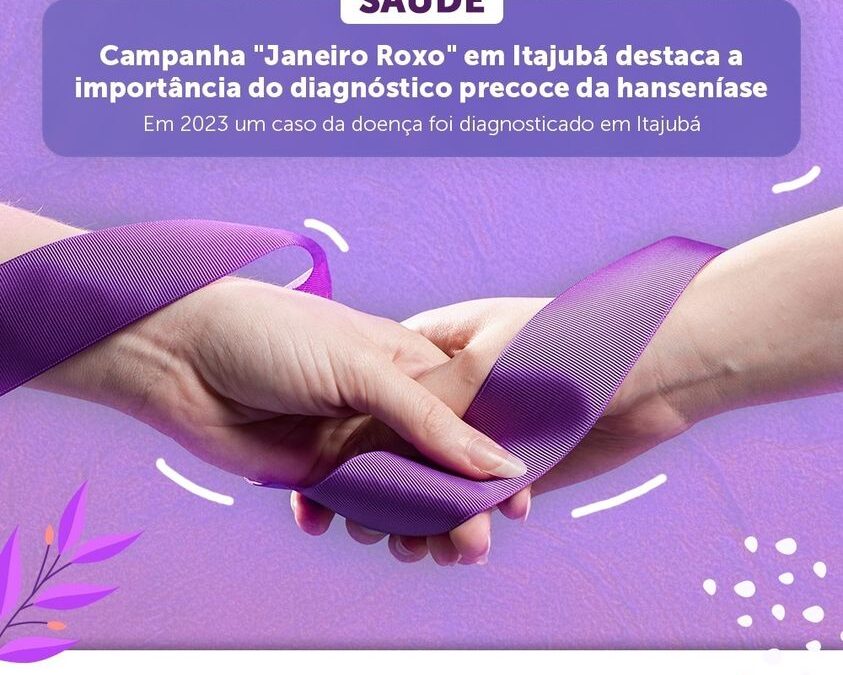 SAÚDE
Campanha "Janeiro Roxo" em Itajubá destaca a
importância do diagnóstico precoce da hanseníase
Em 2023 um caso da doença foi diagnosticado em Itajubá